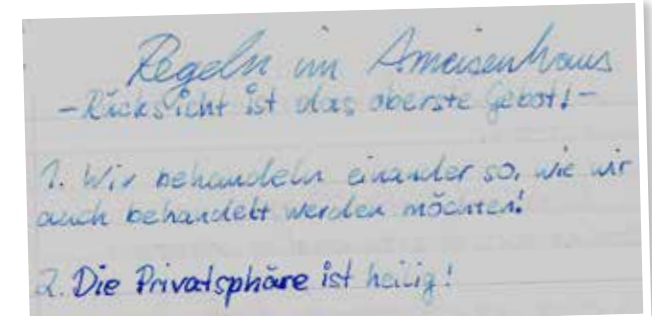 Regeln im Ameisenhaus
- Rücksicht ist das oberste Gebot! -
1. Wir behandeln einander so, wie wir
auch behandelt werden möchten!
2. Die Privatsphäre ist heilig!